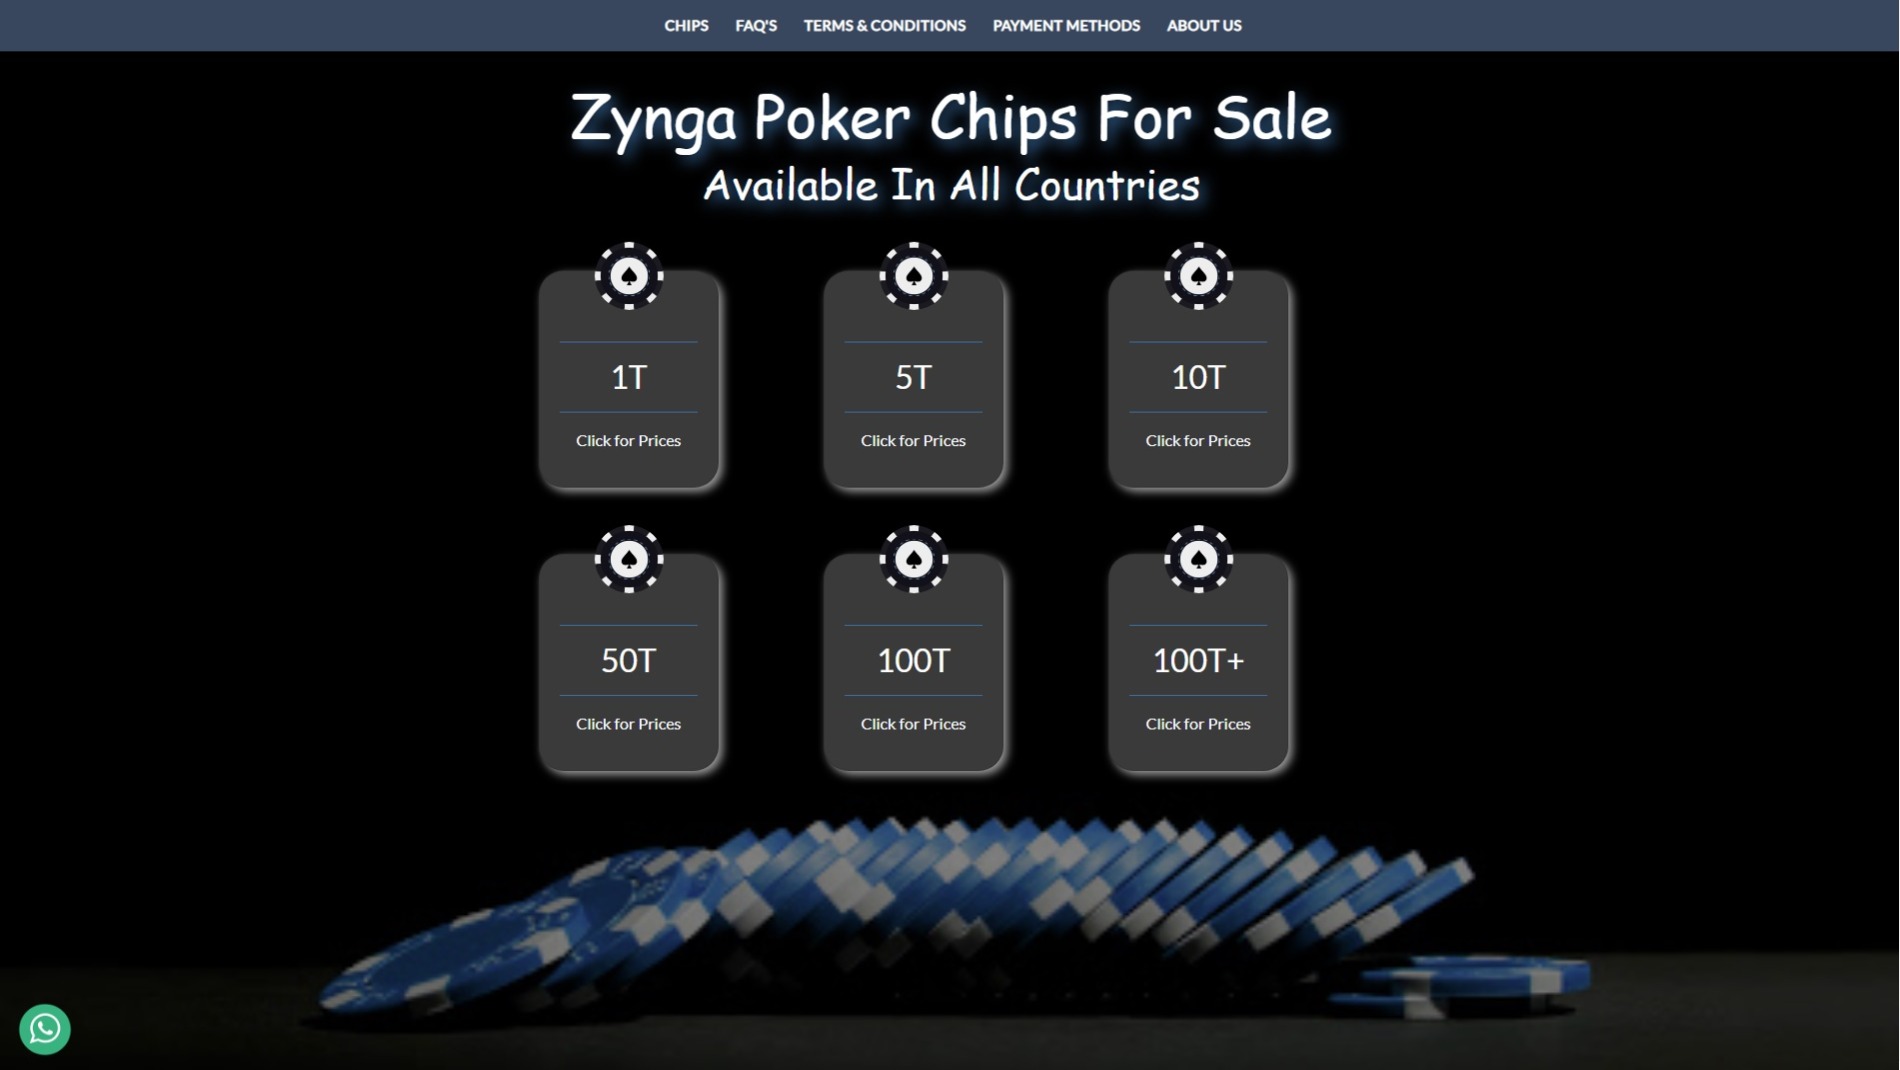 CHIPS FAQ'S TERMS & CONDITIONS PAYMENT METHODS ABOUT US
Zynga Poker Chips For Sale
Available In All Countries
1T 5T 10T
Click for Prices Click for Prices Click for Prices
50T 100T 100T+
Click for Prices Click for Prices Click for Prices